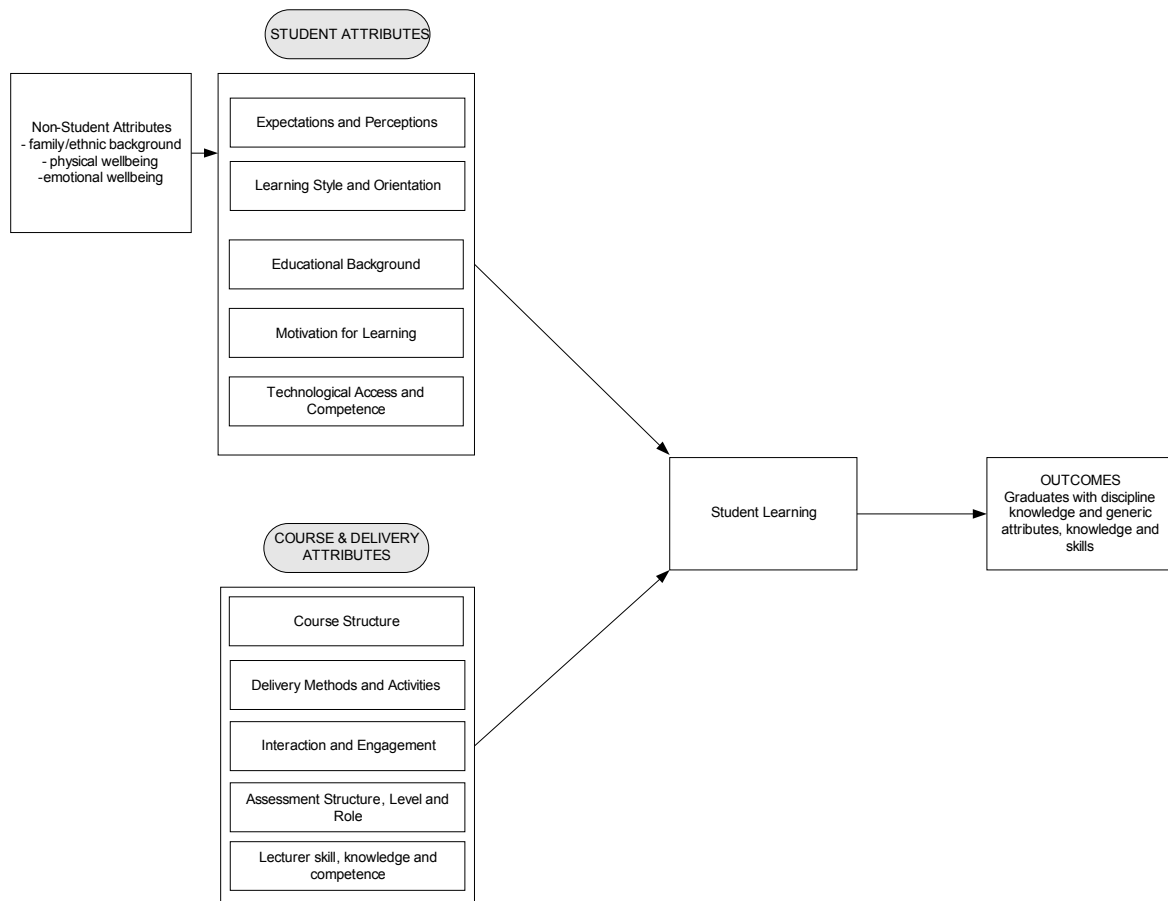 STUDENT ATTRIBUTES
Non-Student Attributes
- family/ethnic background
- physical wellbeing
-emotional wellbeing
Expectations and Perceptions
Learning Style and Orientation
Educational Background
Motivation for Learning
Technological Access and
Competence
COURSE & DELIVERY
ATTRIBUTES
Course Structure
Delivery Methods and Activities
Interaction and Engagement
Assessment Structure, Level and
Role
Lecturer skill, knowledge and
competence
Student Learning
OUTCOMES
Graduates with discipline
knowledge and generic
attributes, knowledge and
skills